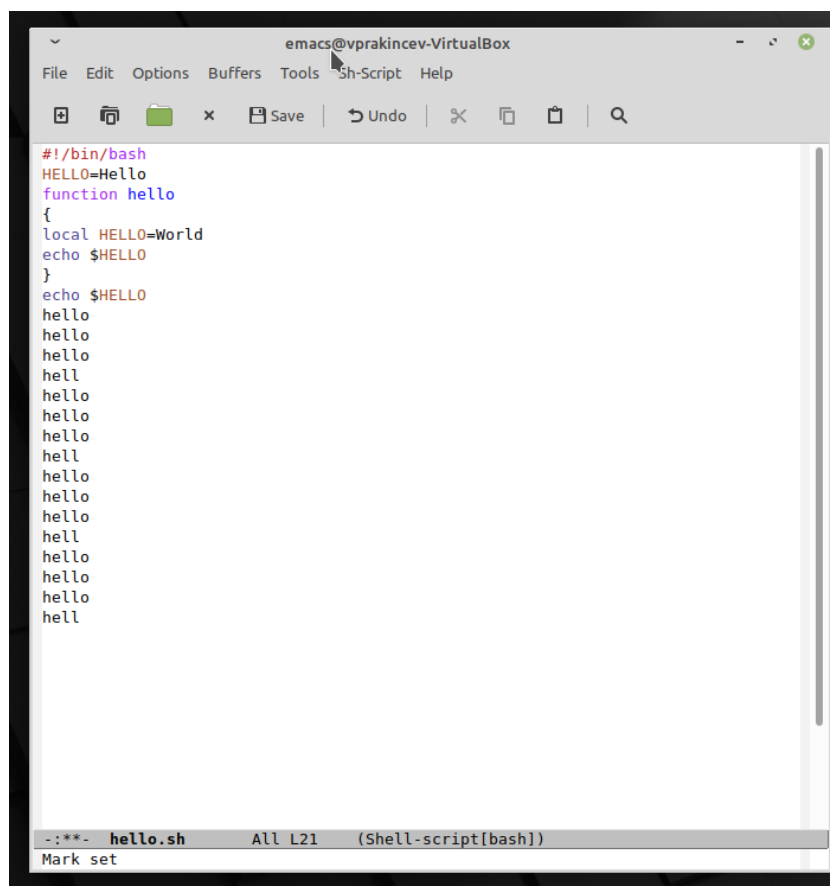 emacs@vprakincev-VirtualBox
File Edit Options Buffers Tools Sh-Script Help
Save Undo
#!/bin/bash
HELLO=Hello
function hello
{
local HELLO=World
echo $HELLO
}
echo $HELLO
hello
hello
hello
hell
hello
hello
hello
hell
hello
hello
hello
hell
hello
hello
hello
hell
-:**- hello.sh All L21 (Shell-script[bash])
Mark set